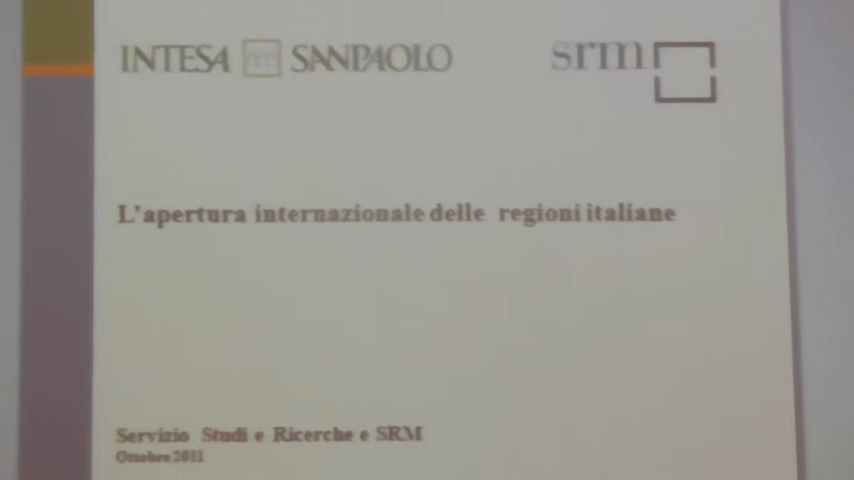 INTESA SANPAOLO
srm
L'apertura internazionale delle regioni italiane
Servizio Studi e Ricerche e SRM
Ottobre 2011